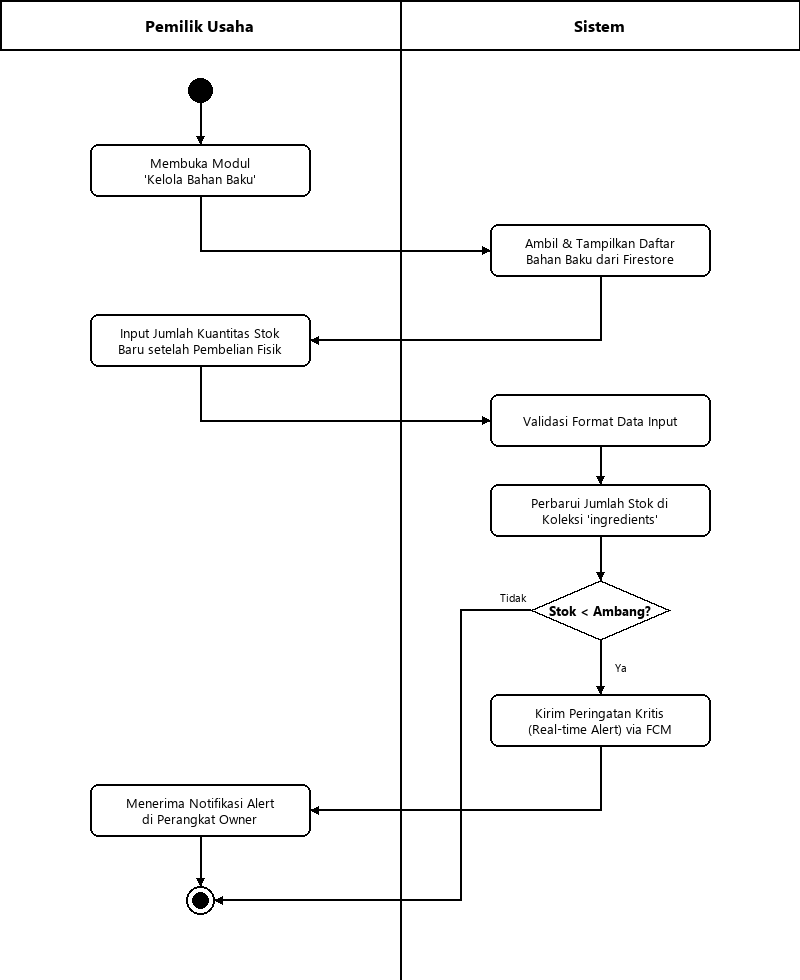 Pemilik Usaha
Sistem
Membuka Modul
'Kelola Bahan Baku'
Ambil & Tampilkan Daftar
Bahan Baku dari Firestore
Input Jumlah Kuantitas Stok
Baru setelah Pembelian Fisik
Validasi Format Data Input
Perbarui Jumlah Stok di
Koleksi 'ingredients'
Tidak
Stok < Ambang?
Ya
Kirim Peringatan Kritis
(Real-time Alert) via FCM
Menerima Notifikasi Alert
di Perangkat Owner